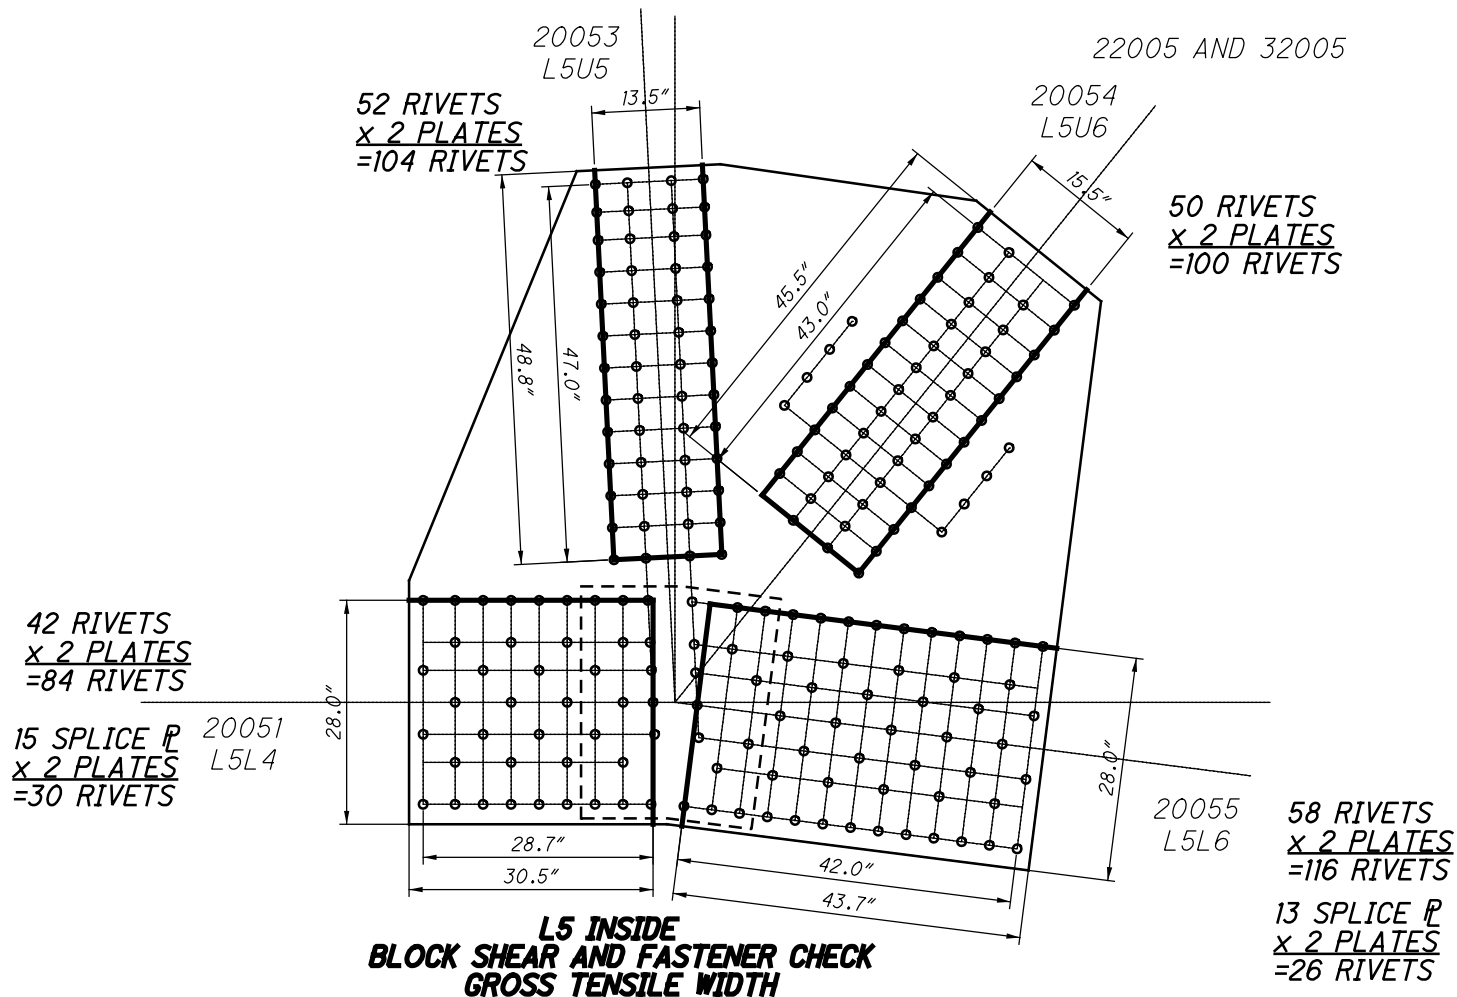 20053
L5U5
22005 AND 32005
20054
L5U6
52 RIVETS
x 2 PLATES
=104 RIVETS
13.5"
15.5"
50 RIVETS
x 2 PLATES
=100 RIVETS
45.5"
43.0"
48.8"
47.0"
42 RIVETS
x 2 PLATES
=84 RIVETS
15 SPLICE PL
x 2 PLATES
=30 RIVETS
20051
L5L4
28.0"
28.0"
20055
L5L6
58 RIVETS
x 2 PLATES
=116 RIVETS
13 SPLICE PL
x 2 PLATES
=26 RIVETS
28.7"
30.5"
42.0"
43.7"
L5 INSIDE
BLOCK SHEAR AND FASTENER CHECK
GROSS TENSILE WIDTH